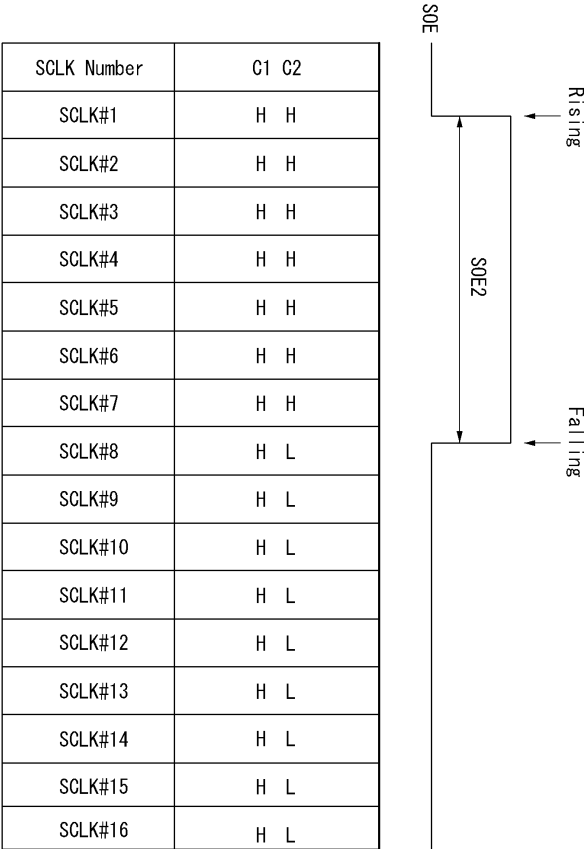 SOE
SCLK Number C1 C2
SCLK#1 H H
SCLK#2 H H
SCLK#3 H H
SCLK#4 H H
SCLK#5 H H
SCLK#6 H H
SCLK#7 H H
SCLK#8 H L
SCLK#9 H L
SCLK#10 H L
SCLK#11 H L
SCLK#12 H L
SCLK#13 H L
SCLK#14 H L
SCLK#15 H L
SCLK#16 H L
Rising
SOE2
Falling